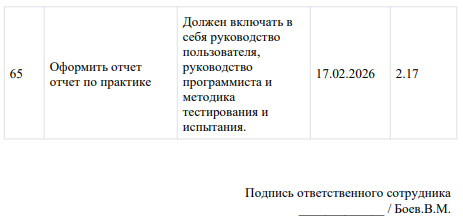 65
Оформить отчет
отчет по практике
Должен включать в
себя руководство
пользователя,
руководство
программиста и
методика
тестирования и
испытания.
17.02.2026
2.17
Подпись ответственного сотрудника
_____________ / Боев.В.М.